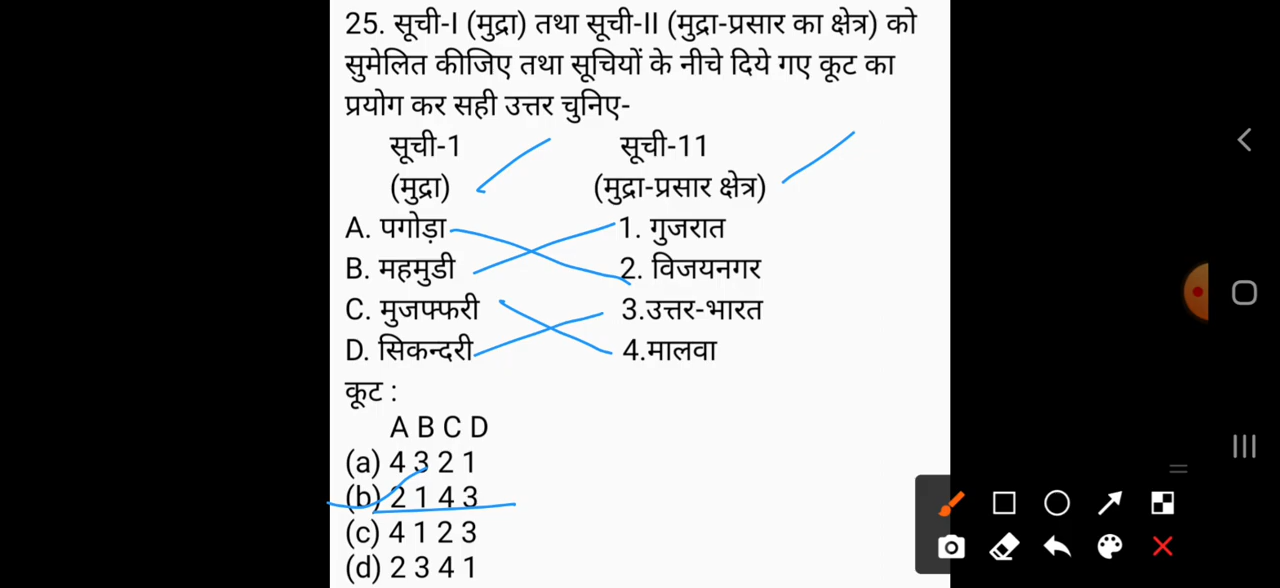 25. सूची-I (मुद्रा) तथा सूची-II (मुद्रा-प्रसार का क्षेत्र) को
सुमेलित कीजिए तथा सूचियों के नीचे दिये गए कूट का
प्रयोग कर सही उत्तर चुनिए-
सूची-1 सूची-11
(मुद्रा) (मुद्रा-प्रसार क्षेत्र)
A. पगोड़ा 1. गुजरात
B. महमुडी 2. विजयनगर
C. मुजफ्फरी 3.उत्तर-भारत
D. सिकन्दरी 4.मालवा
कूट :
A B C D
(a) 4 3 2 1
(b) 2 1 4 3
(c) 4 1 2 3
(d) 2 3 4 1